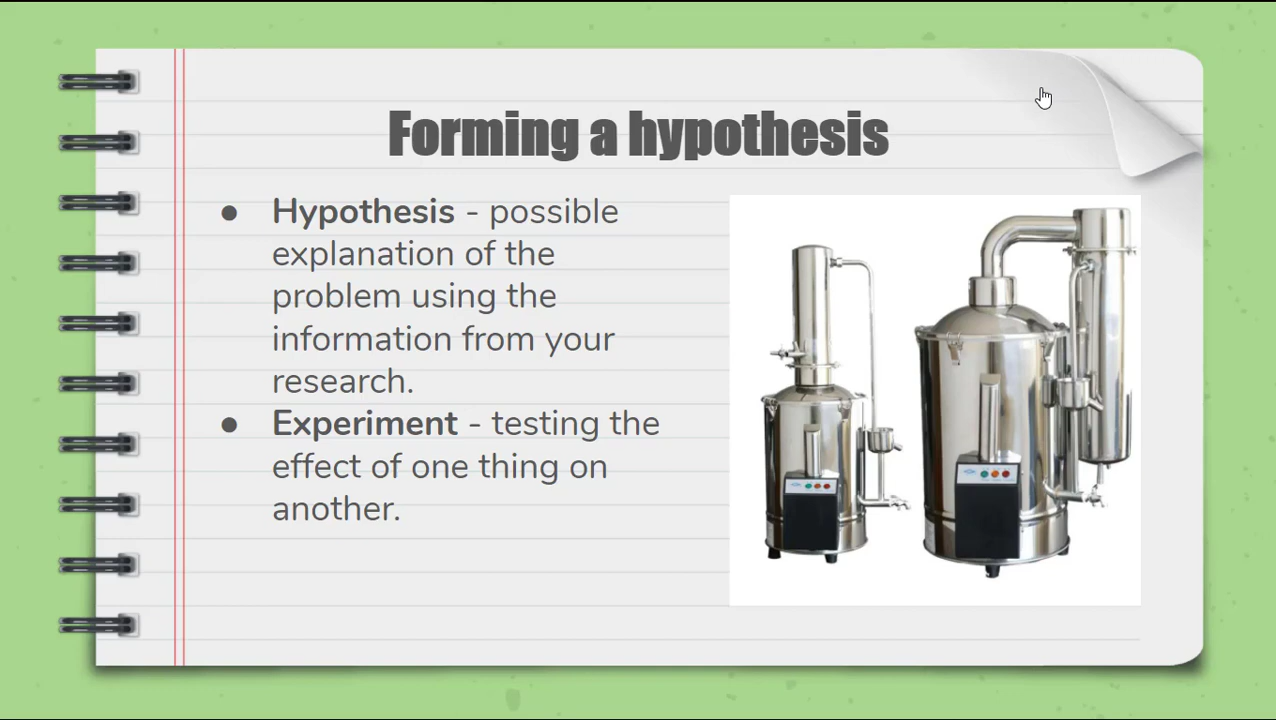 Forming a hypothesis
● Hypothesis - possible
explanation of the
problem using the
information from your
research.
● Experiment - testing the
effect of one thing on
another.